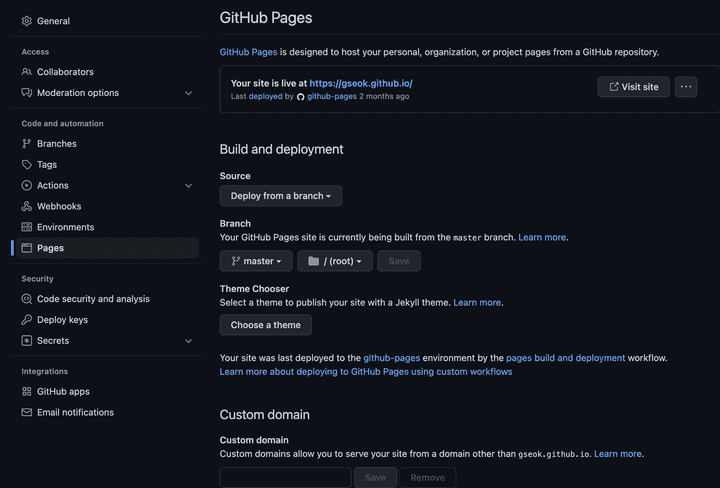 General
Access
Collaborators
Moderation options
Code and automation
Branches
Tags
Actions
Webhooks
Environments
Pages
Security
Code security and analysis
Deploy keys
Secrets
Integrations
GitHub apps
Email notifications
GitHub Pages
GitHub Pages is designed to host your personal, organization, or project pages from a GitHub repository.
Your site is live at https://gseok.github.io/
Last deployed by github-pages 2 months ago
Visit site
Build and deployment
Source
Deploy from a branch
Branch
Your GitHub Pages site is currently being built from the master branch. Learn more.
master
/ (root)
Save
Theme Chooser
Select a theme to publish your site with a Jekyll theme. Learn more.
Choose a theme
Your site was last deployed to the github-pages environment by the pages build and deployment workflow.
Learn more about deploying to GitHub Pages using custom workflows
Custom domain
Custom domain
Custom domains allow you to serve your site from a domain other than gseok.github.io. Learn more.
Save
Remove